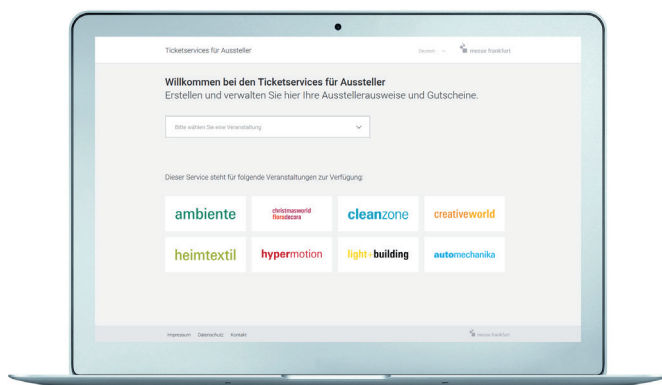 Ticketservices für Aussteller
Deutsch
messe frankfurt
Willkommen bei den Ticketservices für Aussteller
Erstellen und verwalten Sie hier Ihre Ausstellerausweise und Gutscheine.
Bitte wählen Sie eine Veranstaltung
Dieser Service steht für folgende Veranstaltungen zur Verfügung:
ambiente
christmasworld
floradecora
cleanzone
creativeworld
heimtextil
hypermotion
light+building
automechanika
Impressum Datenschutz Kontakt
messe frankfurt